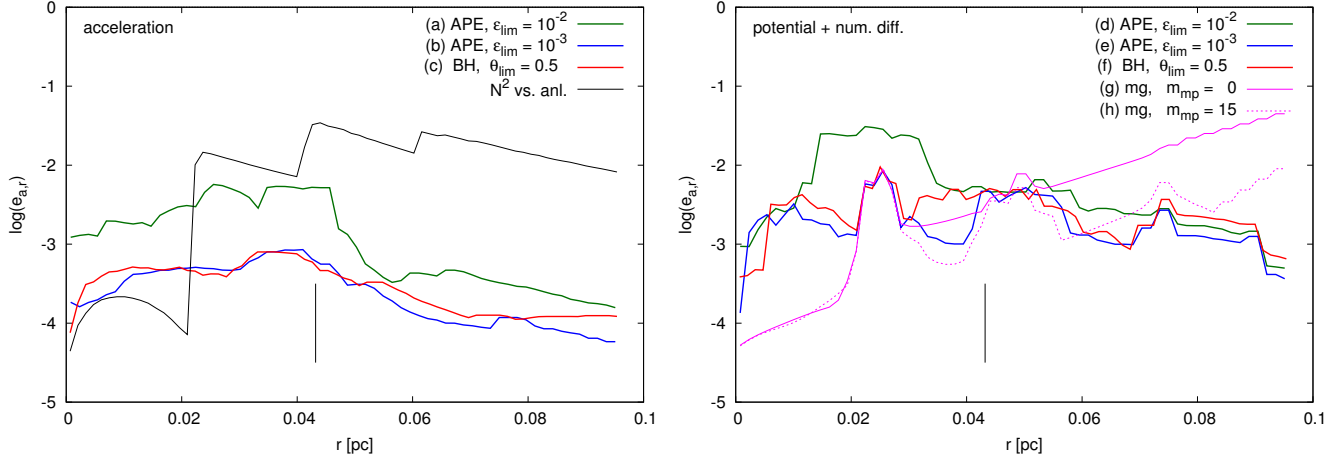 acceleration
(a) APE, ε_lim = 10^-2
(b) APE, ε_lim = 10^-3
(c) BH, θ_lim = 0.5
N^2 vs. anl.
log(e_a,r)
0
-1
-2
-3
-4
-5
0
0.02
0.04
0.06
0.08
0.1
r [pc]
potential + num. diff.
(d) APE, ε_lim = 10^-2
(e) APE, ε_lim = 10^-3
(f) BH, θ_lim = 0.5
(g) mg, m_mp = 0
(h) mg, m_mp = 15
log(e_a,r)
0
-1
-2
-3
-4
-5
0
0.02
0.04
0.06
0.08
0.1
r [pc]